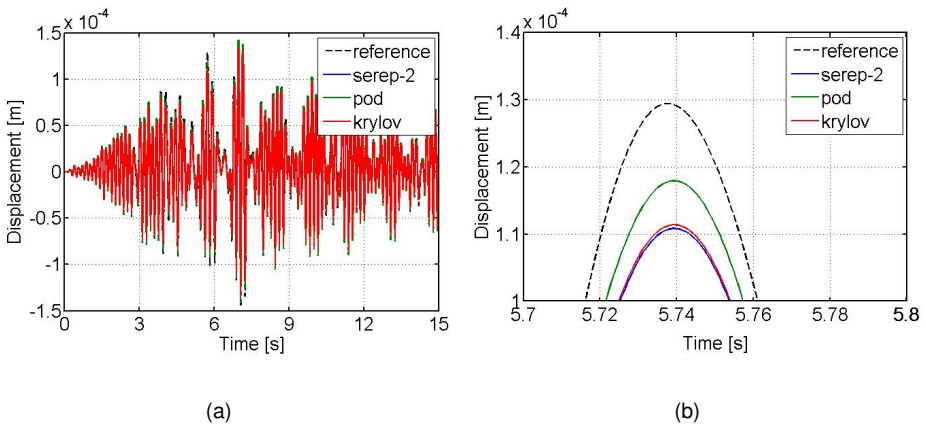 x 10⁻⁴
1.5
1
0.5
0
-0.5
-1
-1.5
0 3 6 9 12 15
Displacement [m]
Time [s]
reference
serep-2
pod
krylov
(a)
x 10⁻⁴
1.4
1.3
1.2
1.1
1
5.7 5.72 5.74 5.76 5.78 5.8
Displacement [m]
Time [s]
reference
serep-2
pod
krylov
(b)